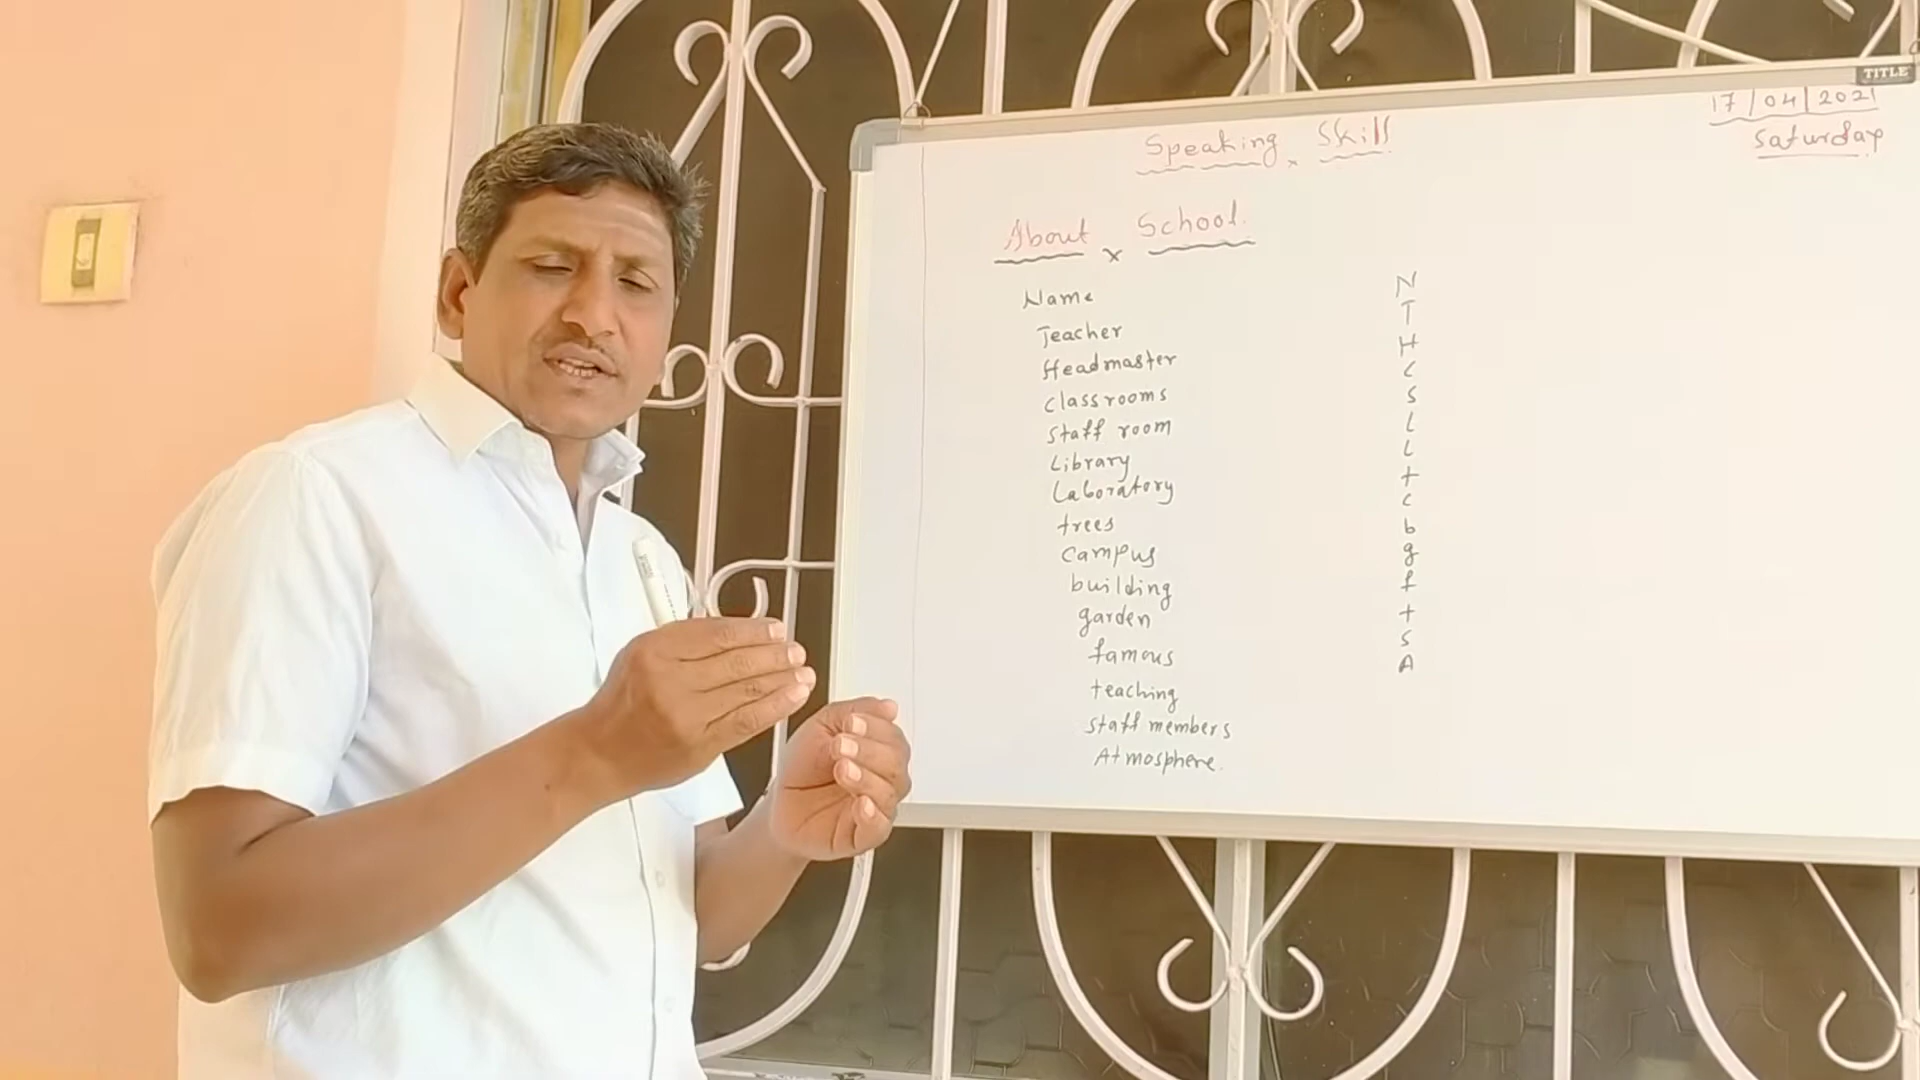 TITLE
17/04/2021
Saturday
Speaking Skill
About School.
Name
Teacher
Headmaster
classrooms
Staff room
Library
Laboratory
trees
campus
building
garden
famous
teaching
Staff members
Atmosphere.
N
T
H
C
S
L
L
t
c
b
g
f
t
S
A